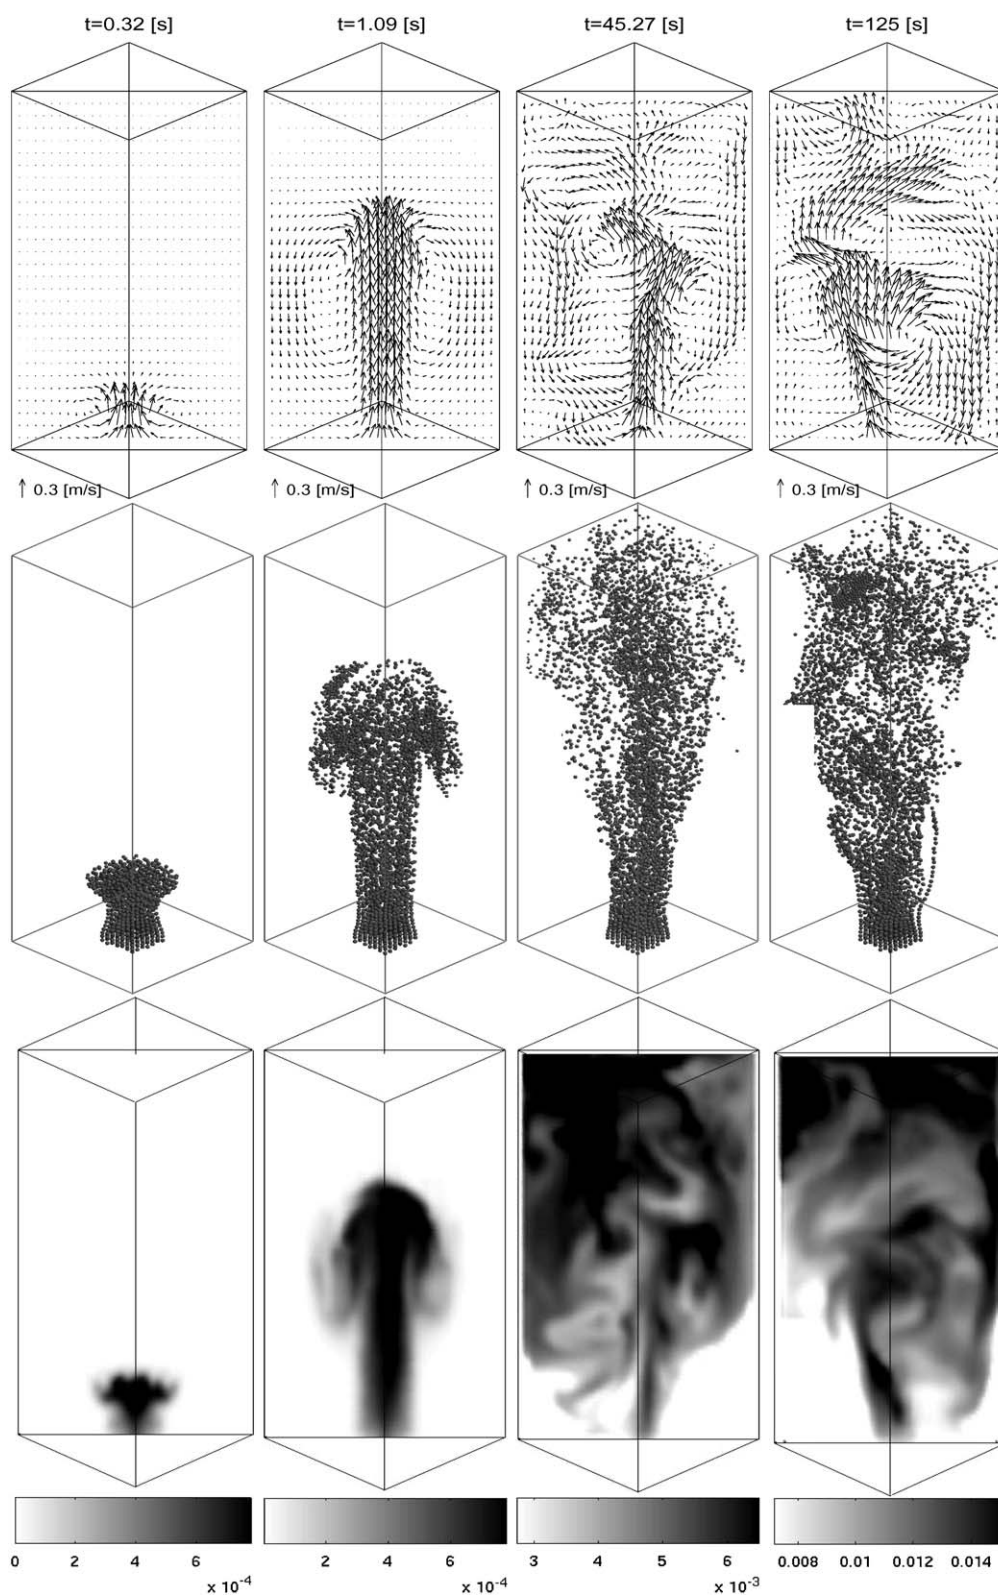 t=0.32 [s] t=1.09 [s] t=45.27 [s] t=125 [s]
0.3 [m/s] 0.3 [m/s] 0.3 [m/s] 0.3 [m/s]
0 2 4 6 2 4 6 3 4 5 6 0.008 0.01 0.012 0.014
x 10⁻⁴ x 10⁻⁴ x 10⁻³